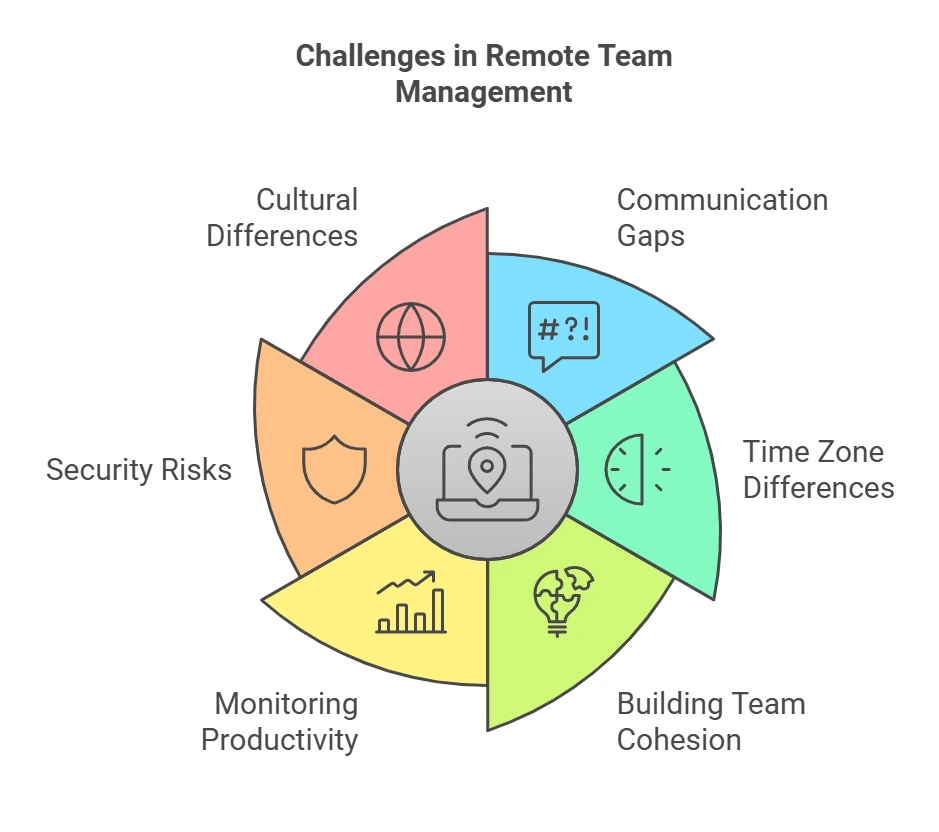 Challenges in Remote Team
Management
Cultural
Differences
Communication
Gaps
#?!
Security Risks
Time Zone
Differences
Monitoring
Productivity
Building Team
Cohesion